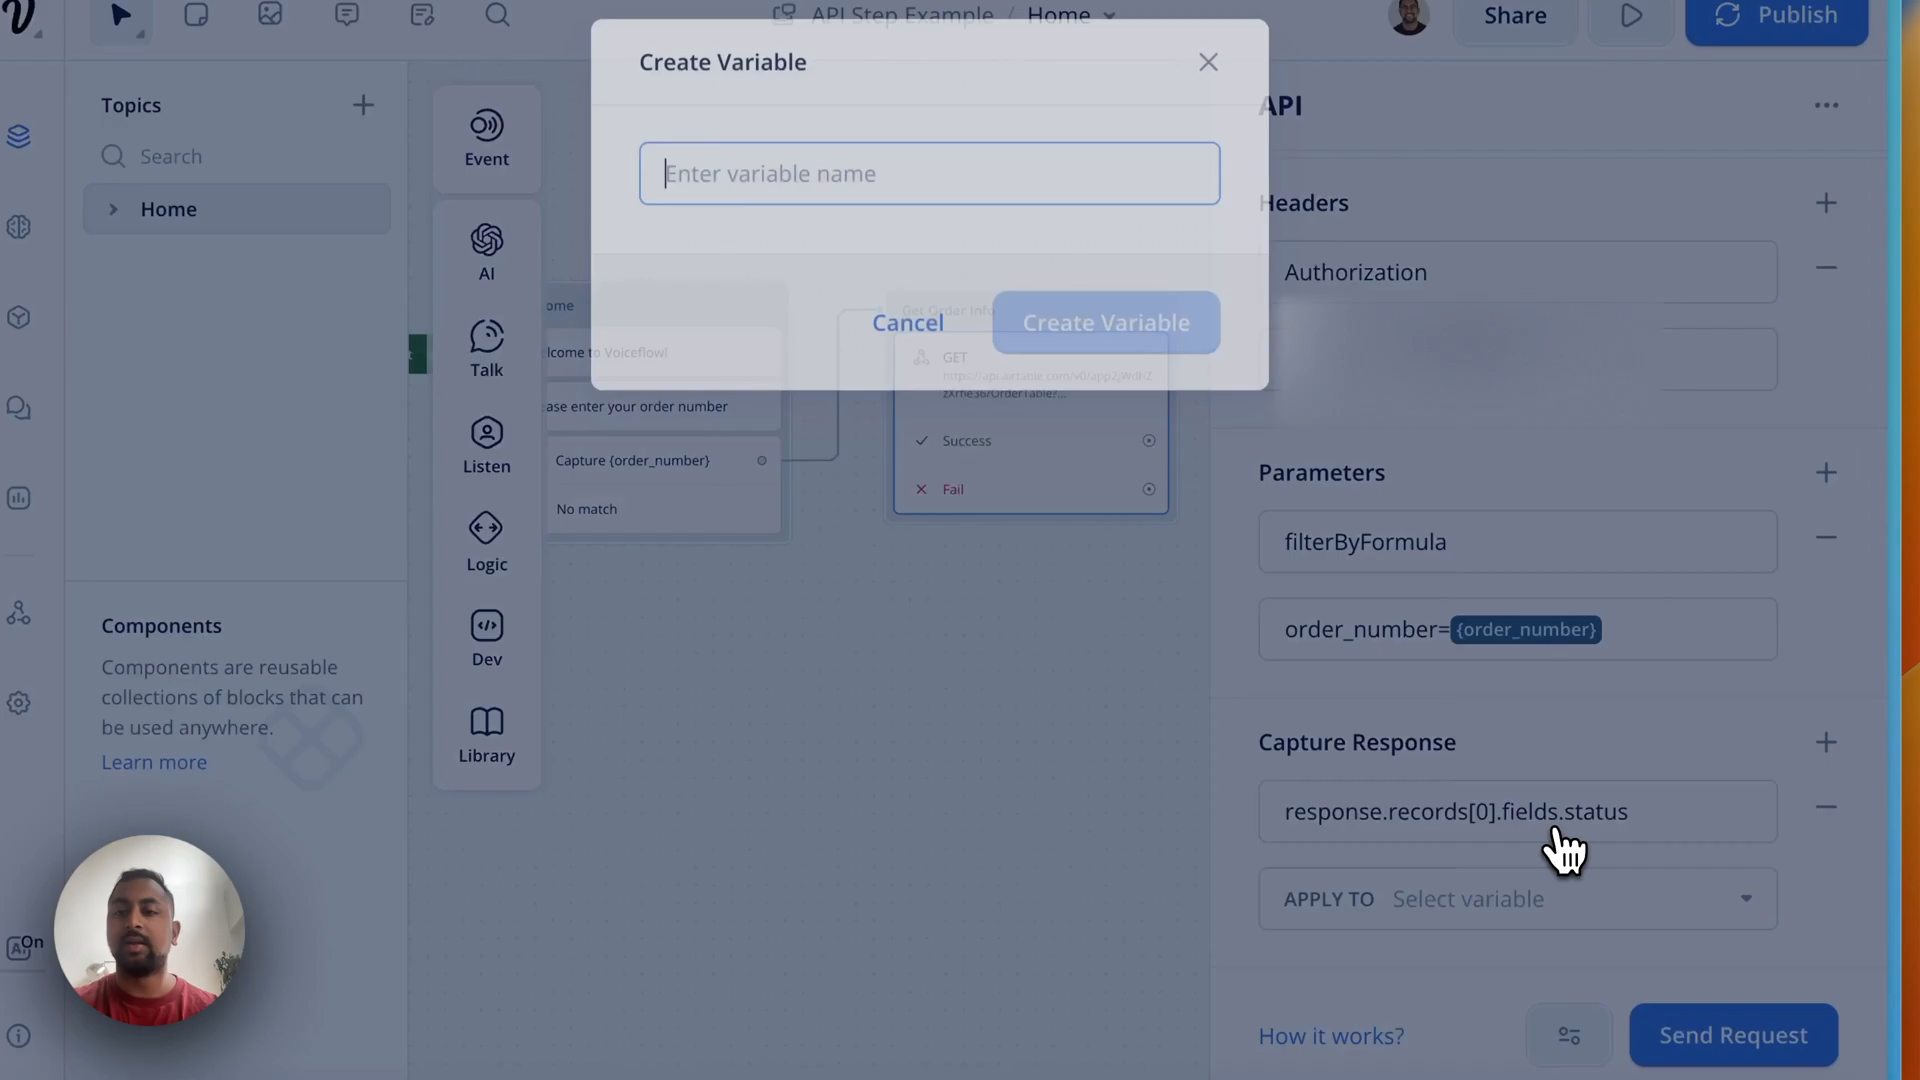 API Step Example / Home
Share
Publish
Create Variable
Enter variable name
Cancel
Create Variable
Topics
Search
Home
Components
Components are reusable
collections of blocks that can
be used anywhere.
Learn more
On
Event
AI
Talk
Listen
Logic
Dev
Library
ome
lcome to Voiceflow!
ase enter your order number
Capture {order_number}
No match
Get Order Info
GET
Success
Fail
API
Headers
Authorization
Parameters
filterByFormula
order_number={order_number}
Capture Response
response.records[0].fields.status
APPLY TO Select variable
How it works?
Send Request